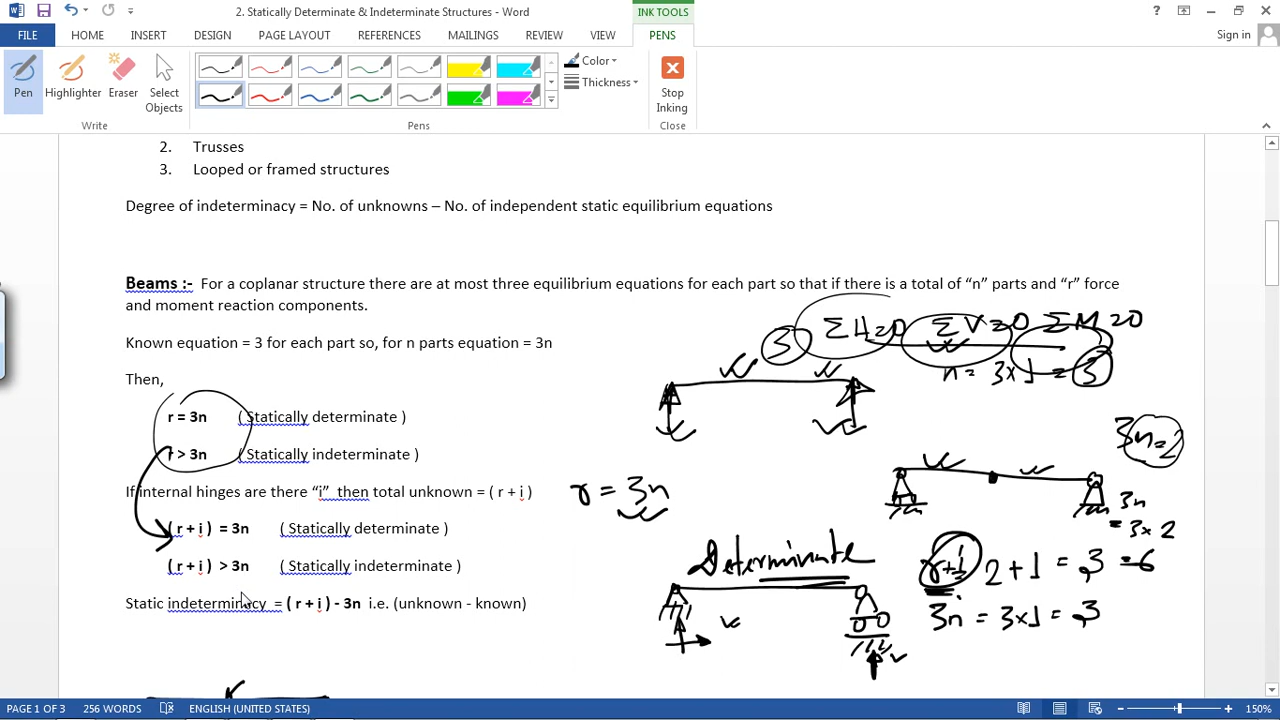 2. Statically Determinate & Indeterminate Structures - Word
INK TOOLS
?
FILE
HOME
INSERT
DESIGN
PAGE LAYOUT
REFERENCES
MAILINGS
REVIEW
VIEW
PENS
Sign in
Pen
Highlighter
Eraser
Select Objects
Color
Thickness
Stop Inking
Write
Pens
Close
2. Trusses
3. Looped or framed structures
Degree of indeterminacy = No. of unknowns – No. of independent static equilibrium equations
Beams :- For a coplanar structure there are at most three equilibrium equations for each part so that if there is a total of “n” parts and “r” force
and moment reaction components.
3 ΣH=0 ΣV=0 ΣM=0
Known equation = 3 for each part so, for n parts equation = 3n
n = 3x1 = 3
Then,
r = 3n ( Statically determinate )
3n=2
r > 3n ( Statically indeterminate )
If internal hinges are there “i” then total unknown = ( r + i )
r = 3n
3n
= 3x2
= 6
( r + i ) = 3n ( Statically determinate )
Determinate
r+i 2+1 = 3
( r + i ) > 3n ( Statically indeterminate )
Static indeterminacy = ( r + i ) - 3n i.e. (unknown - known)
3n = 3x1 = 3
PAGE 1 OF 3
256 WORDS
ENGLISH (UNITED STATES)
150%